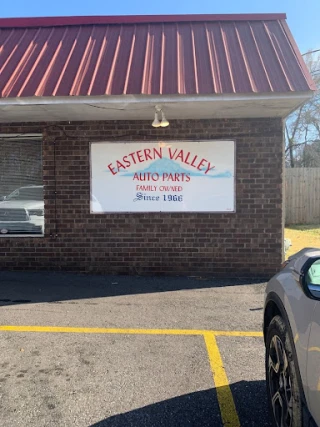 EASTERN VALLEY
AUTO PARTS
FAMILY OWNED
Since 1966